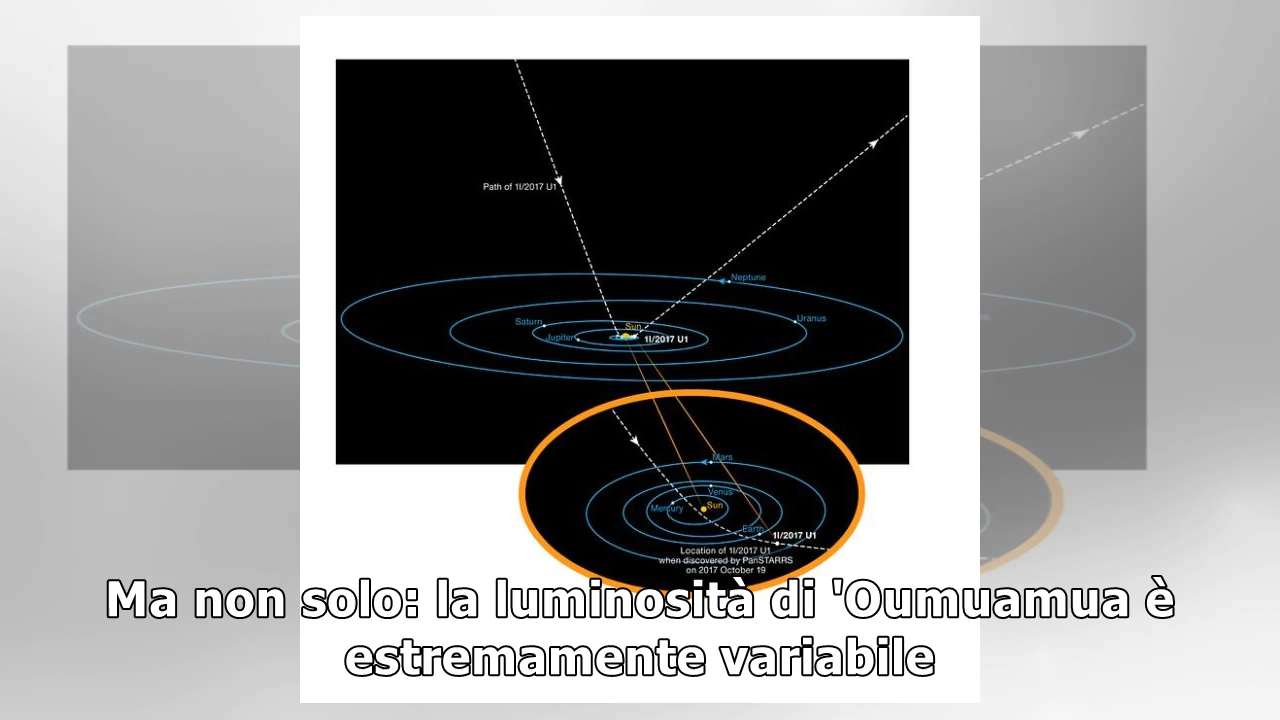 Path of 1I/2017 U1
Neptune
Uranus
Saturn
Sun
Jupiter
1I/2017 U1
Mars
Venus
Mercury
Sun
Earth
1I/2017 U1
Location of 1I/2017 U1
when discovered by PanSTARRS
on 2017 October 19
Ma non solo: la luminosità di 'Oumuamua è
estremamente variabile